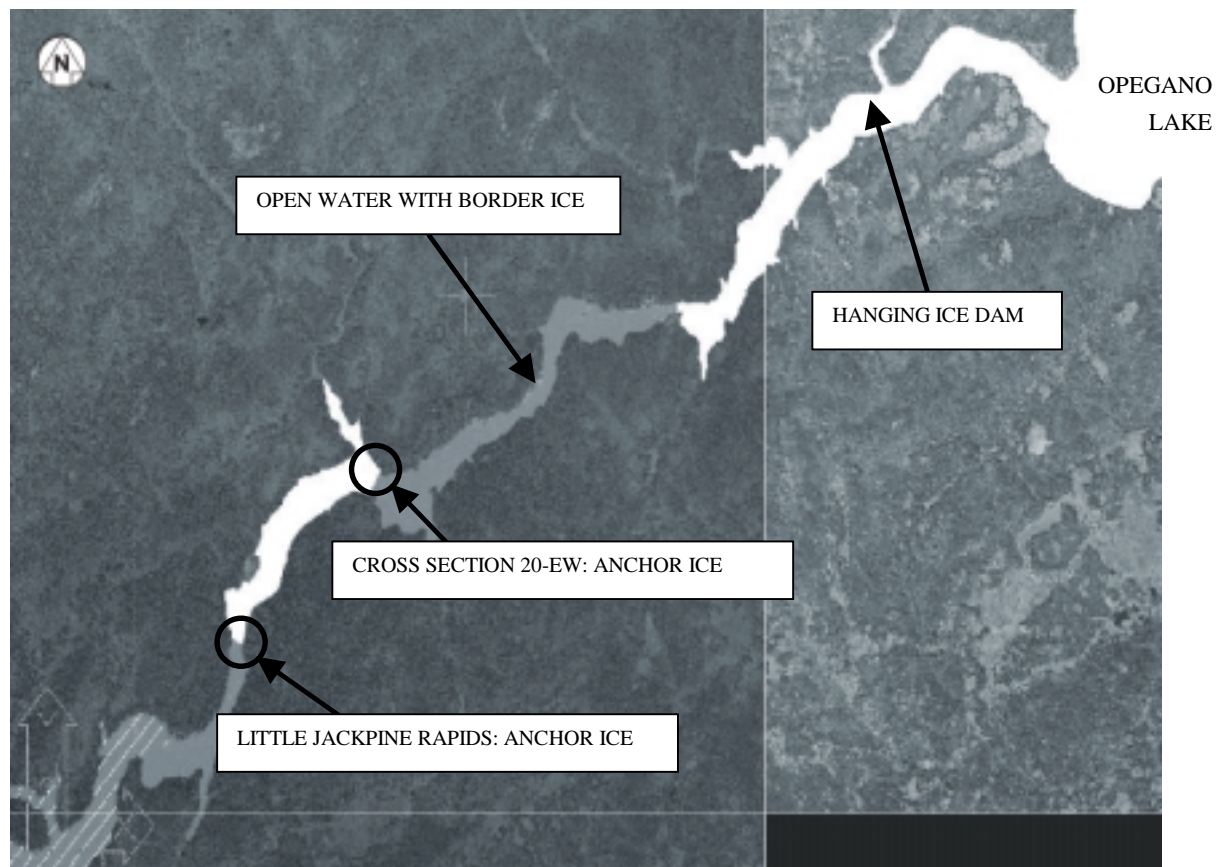 N
OPEGANO
LAKE
OPEN WATER WITH BORDER ICE
HANGING ICE DAM
CROSS SECTION 20-EW: ANCHOR ICE
LITTLE JACKPINE RAPIDS: ANCHOR ICE